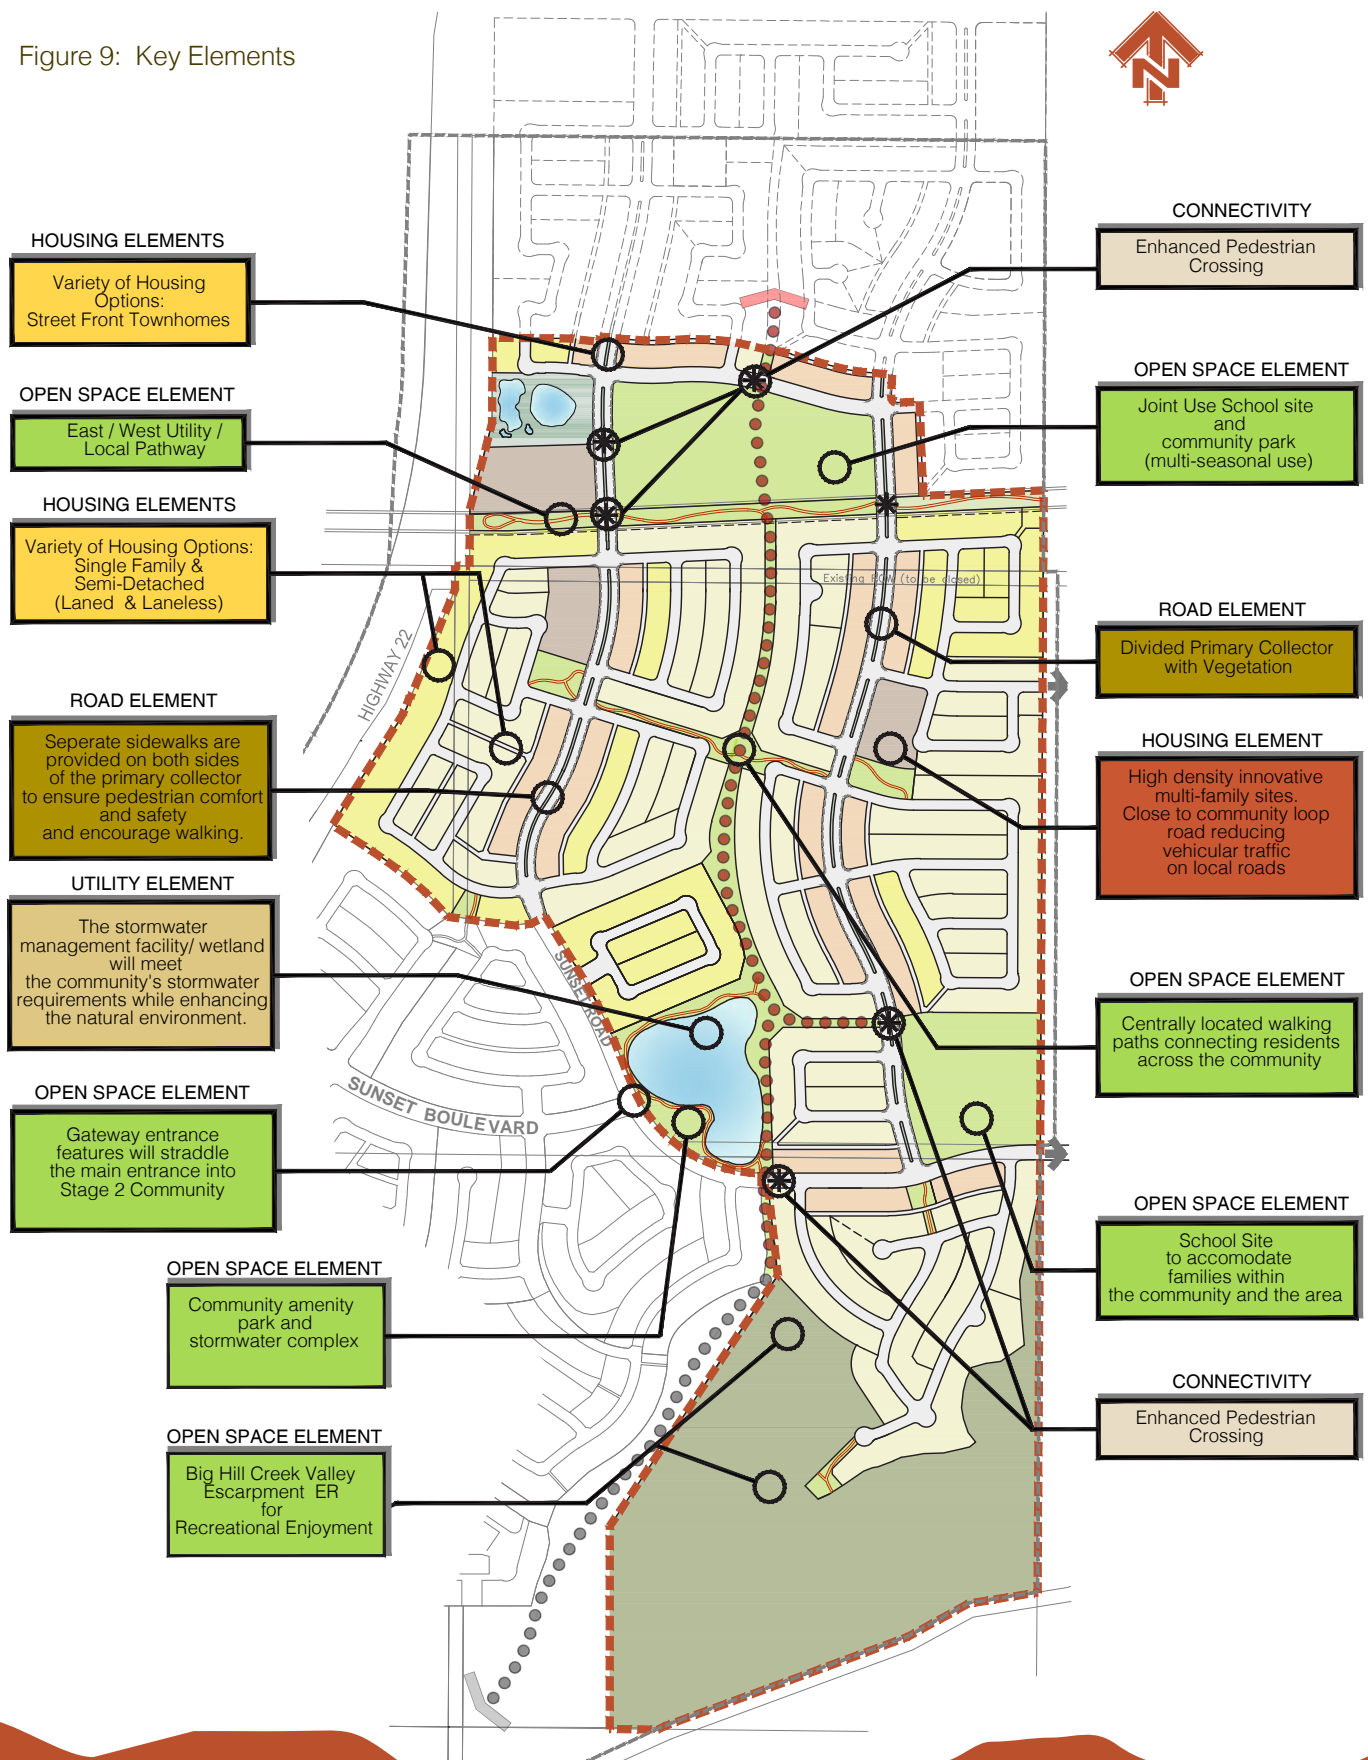 Figure 9: Key Elements
N
HOUSING ELEMENTS
Variety of Housing
Options:
Street Front Townhomes
OPEN SPACE ELEMENT
East / West Utility /
Local Pathway
HOUSING ELEMENTS
Variety of Housing Options:
Single Family &
Semi-Detached
(Laned & Laneless)
ROAD ELEMENT
Seperate sidewalks are
provided on both sides
of the primary collector
to ensure pedestrian comfort
and safety
and encourage walking.
UTILITY ELEMENT
The stormwater
management facility/ wetland
will meet
the community's stormwater
requirements while enhancing
the natural environment.
OPEN SPACE ELEMENT
Gateway entrance
features will straddle
the main entrance into
Stage 2 Community
OPEN SPACE ELEMENT
Community amenity
park and
stormwater complex
OPEN SPACE ELEMENT
Big Hill Creek Valley
Escarpment ER
for
Recreational Enjoyment
HIGHWAY 22
Existing ROW (to be closed)
SUNSET ROAD
SUNSET BOULEVARD
CONNECTIVITY
Enhanced Pedestrian
Crossing
OPEN SPACE ELEMENT
Joint Use School site
and
community park
(multi-seasonal use)
ROAD ELEMENT
Divided Primary Collector
with Vegetation
HOUSING ELEMENT
High density innovative
multi-family sites.
Close to community loop
road reducing
vehicular traffic
on local roads
OPEN SPACE ELEMENT
Centrally located walking
paths connecting residents
across the community
OPEN SPACE ELEMENT
School Site
to accomodate
families within
the community and the area
CONNECTIVITY
Enhanced Pedestrian
Crossing